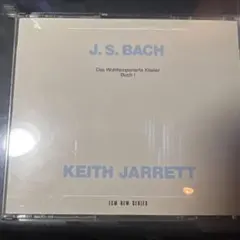 J. S. BACH
Das Wohltemperierte Klavier
Buch I
KEITH JARRETT
ECM NEW SERIES